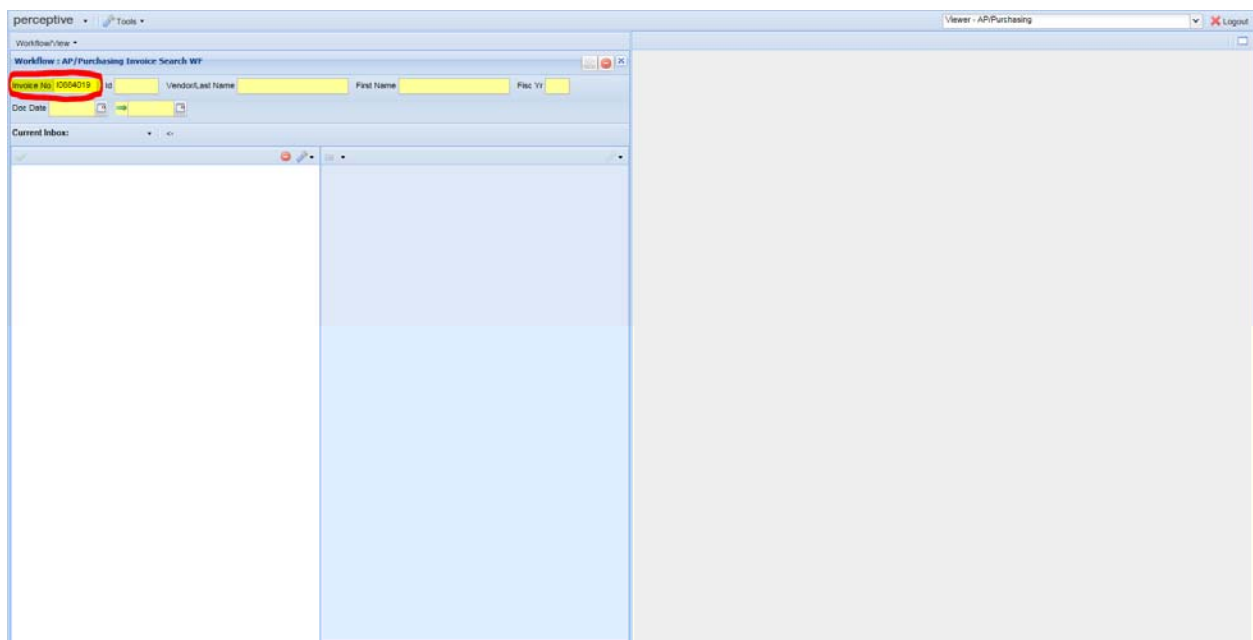 perceptive Tools Viewer - AP/Purchasing Logout
Workflow/View
Workflow : AP/Purchasing Invoice Search WF
Invoice No I0664019 Id Vendor/Last Name First Name Fisc Yr
Doc Date
Current Inbox: <-